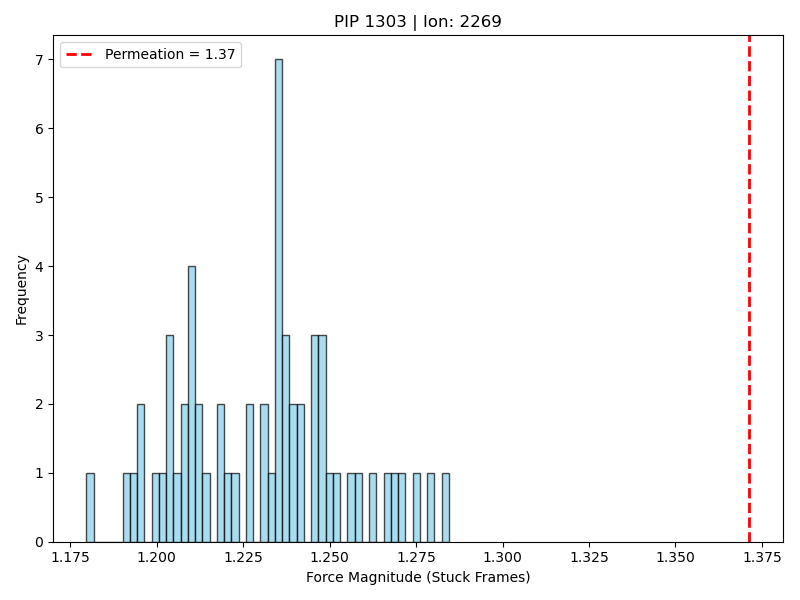 PIP 1303 | Ion: 2269
Permeation = 1.37
7
6
5
4
3
2
1
0
Frequency
1.175 1.200 1.225 1.250 1.275 1.300 1.325 1.350 1.375
Force Magnitude (Stuck Frames)